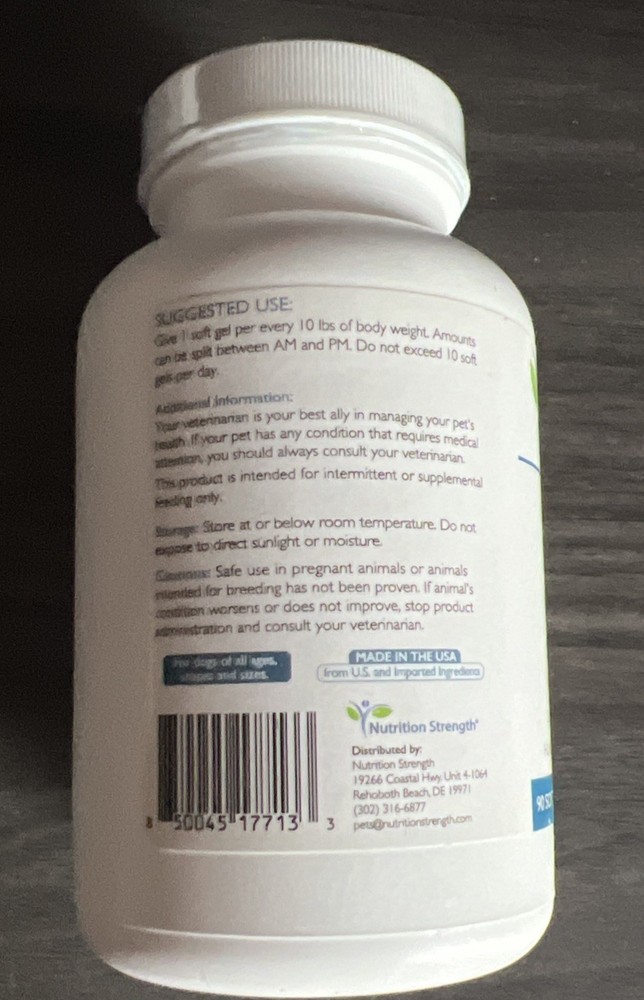 SUGGESTED USE:
Give 1 soft gel per every 10 lbs of body weight. Amounts
can be split between AM and PM. Do not exceed 10 soft
gels per day.
Additional Information:
Your veterinarian is your best ally in managing your pet's
health. If your pet has any condition that requires medical
attention, you should always consult your veterinarian.
This product is intended for intermittent or supplemental
feeding only.
Storage: Store at or below room temperature. Do not
expose to direct sunlight or moisture.
Cautions: Safe use in pregnant animals or animals
intended for breeding has not been proven. If animal's
condition worsens or does not improve, stop product
administration and consult your veterinarian.
For dogs of all ages,
shapes and sizes.
MADE IN THE USA
from U.S. and Imported Ingredients
Nutrition Strength
Distributed by:
Nutrition Strength
19266 Coastal Hwy. Unit 4-1064
Rehoboth Beach, DE 19971
(302) 316-6877
pets@nutritionstrength.com
8 50045 17713 3
90